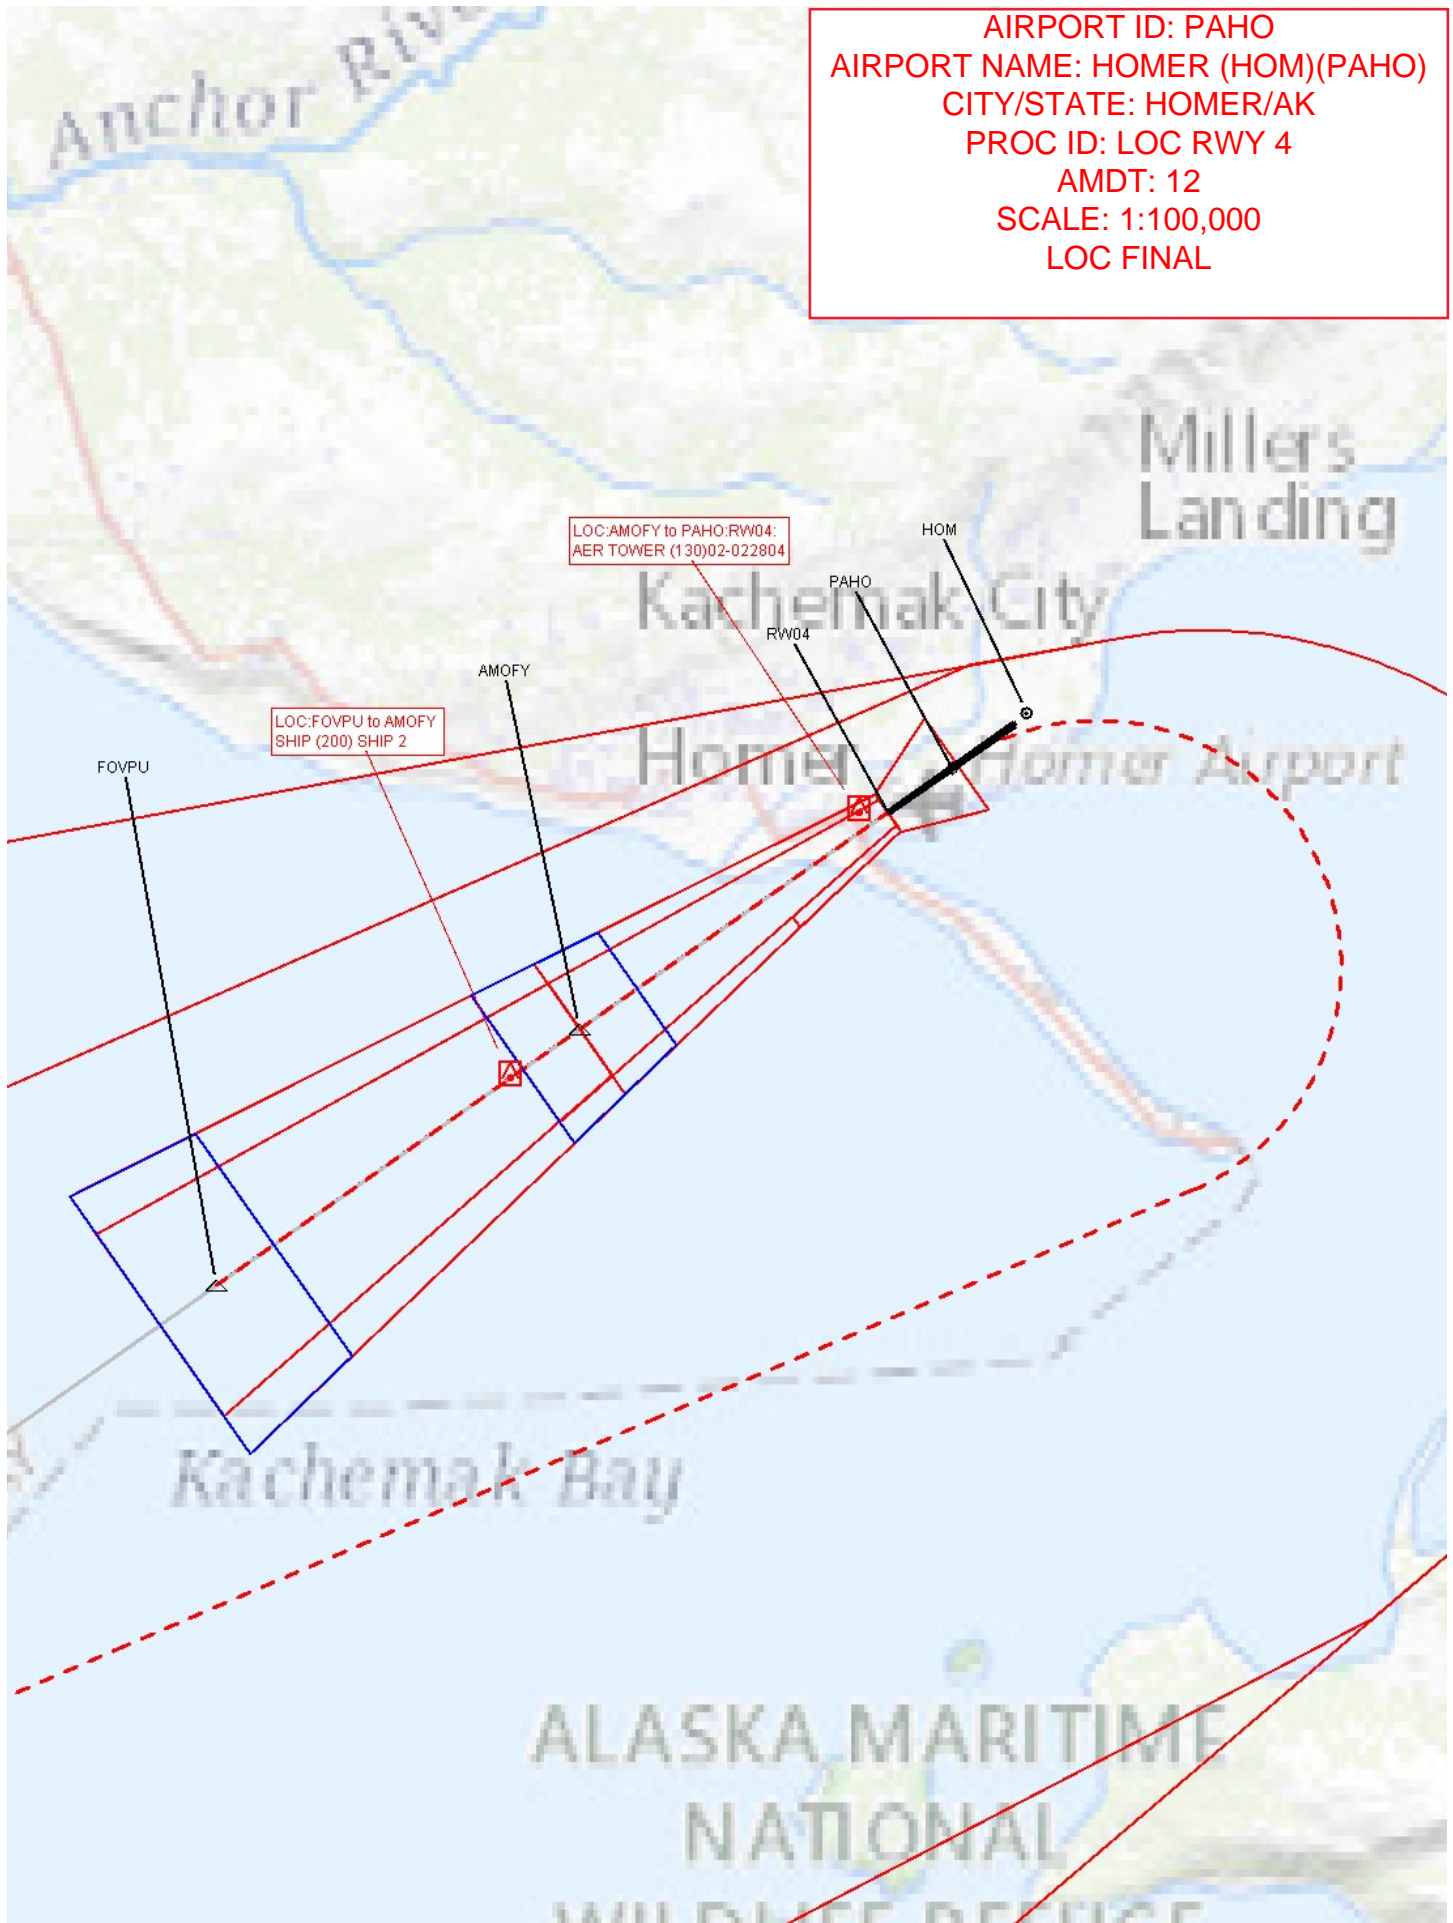 AIRPORT ID: PAHO
AIRPORT NAME: HOMER (HOM)(PAHO)
CITY/STATE: HOMER/AK
PROC ID: LOC RWY 4
AMDT: 12
SCALE: 1:100,000
LOC FINAL
Anchor River
Millers
Landing
LOC:AMOFY to PAHO:RW04:
AER TOWER (130)02-022804
HOM
PAHO
Kachemak City
RW04
AMOFY
LOC:FOVPU to AMOFY
SHIP (200) SHIP 2
FOVPU
Homer
Homer Airport
Kachemak Bay
ALASKA MARITIME
NATIONAL
WILDLIFE REFUGE